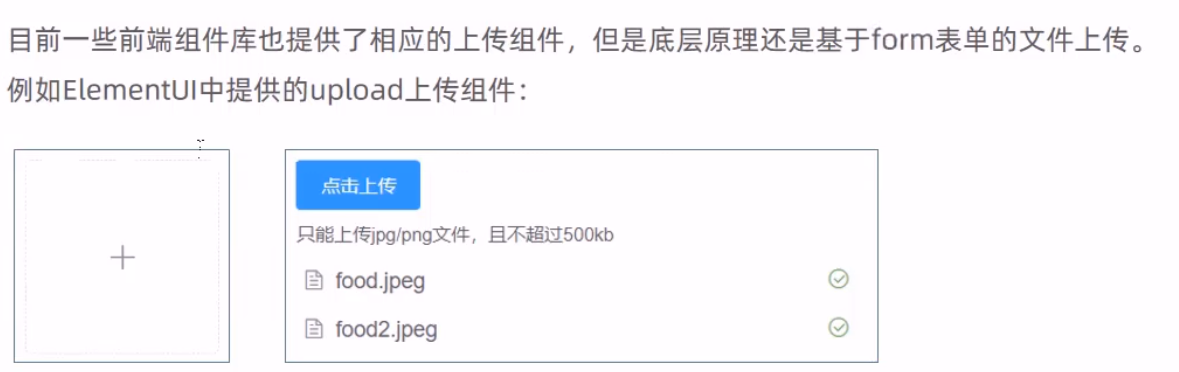 目前一些前端组件库也提供了相应的上传组件，但是底层原理还是基于form表单的文件上传。
例如ElementUI中提供的upload上传组件：
点击上传
只能上传jpg/png文件，且不超过500kb
food.jpeg
food2.jpeg